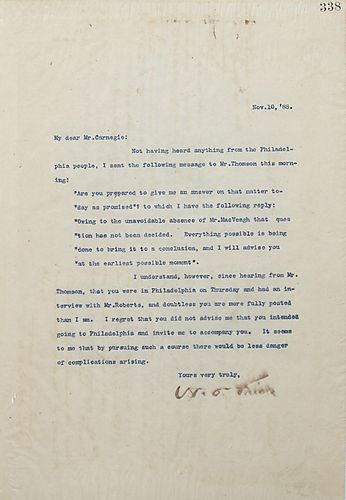 338
Nov.10,'88.
My dear Mr.Carnegie:
Not having heard anything from the Philadel-
phia people, I sent the following message to Mr.Thomson this morn-
ing:
"Are you prepared to give me an answer on that matter to-
"day as promised"? to which I have the following reply:
"Owing to the unavoidable absence of Mr.MacVeagh that ques
"tion has not been decided. Everything possible is being
"done to bring it to a conclusion, and I will advise you
"at the earliest possible moment".
I understand, however, since hearing from Mr.
Thomson, that you were in Philadelphia on Thursday and had an in-
terview with Mr.Roberts, and doubtless you are more fully posted
than I am. I regret that you did not advise me that you intended
going to Philadelphia and invite me to accompany you. It seems
to me that by pursuing such a course there would be less danger
of complications arising.
Yours very truly,